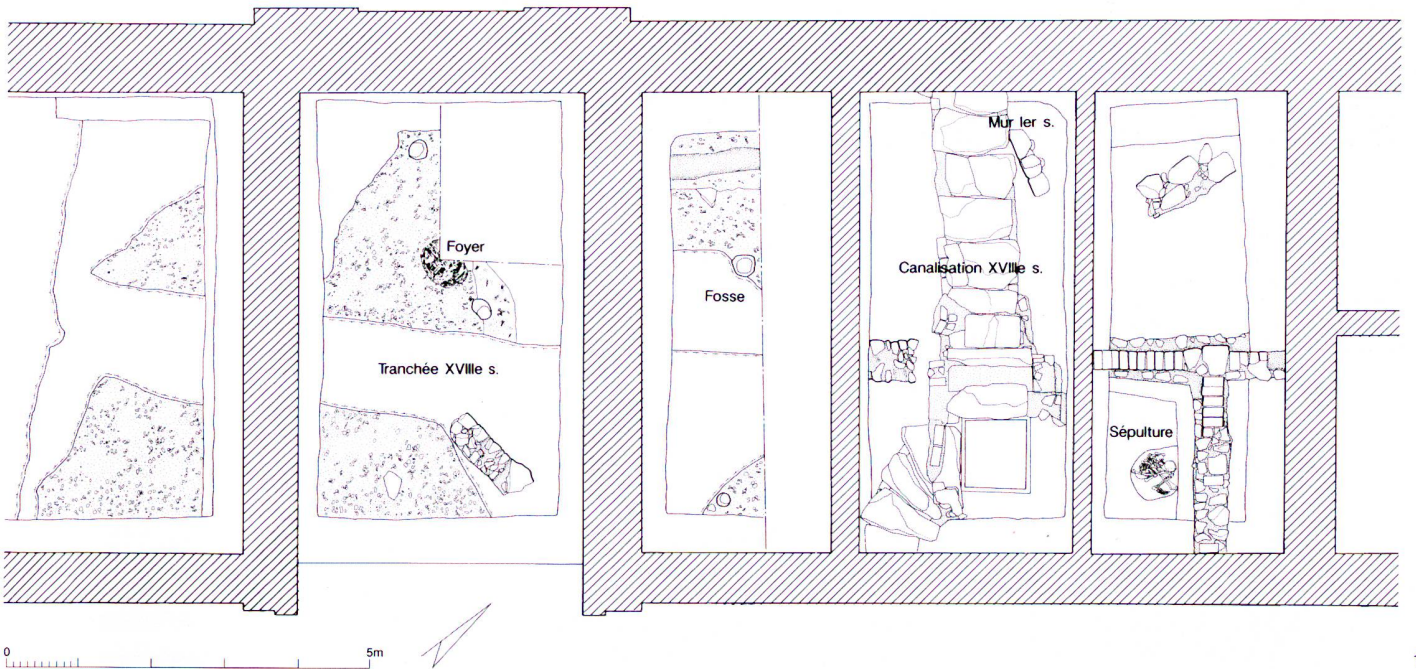 Mur Ier s.
Foyer
Canalisation XVIIIe s.
Fosse
Tranchée XVIIIe s.
Sépulture
0
5m